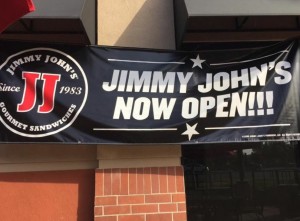 JIMMY JOHN'S
Since JJ 1983
GOURMET SANDWICHES
JIMMY JOHN'S
NOW OPEN!!!